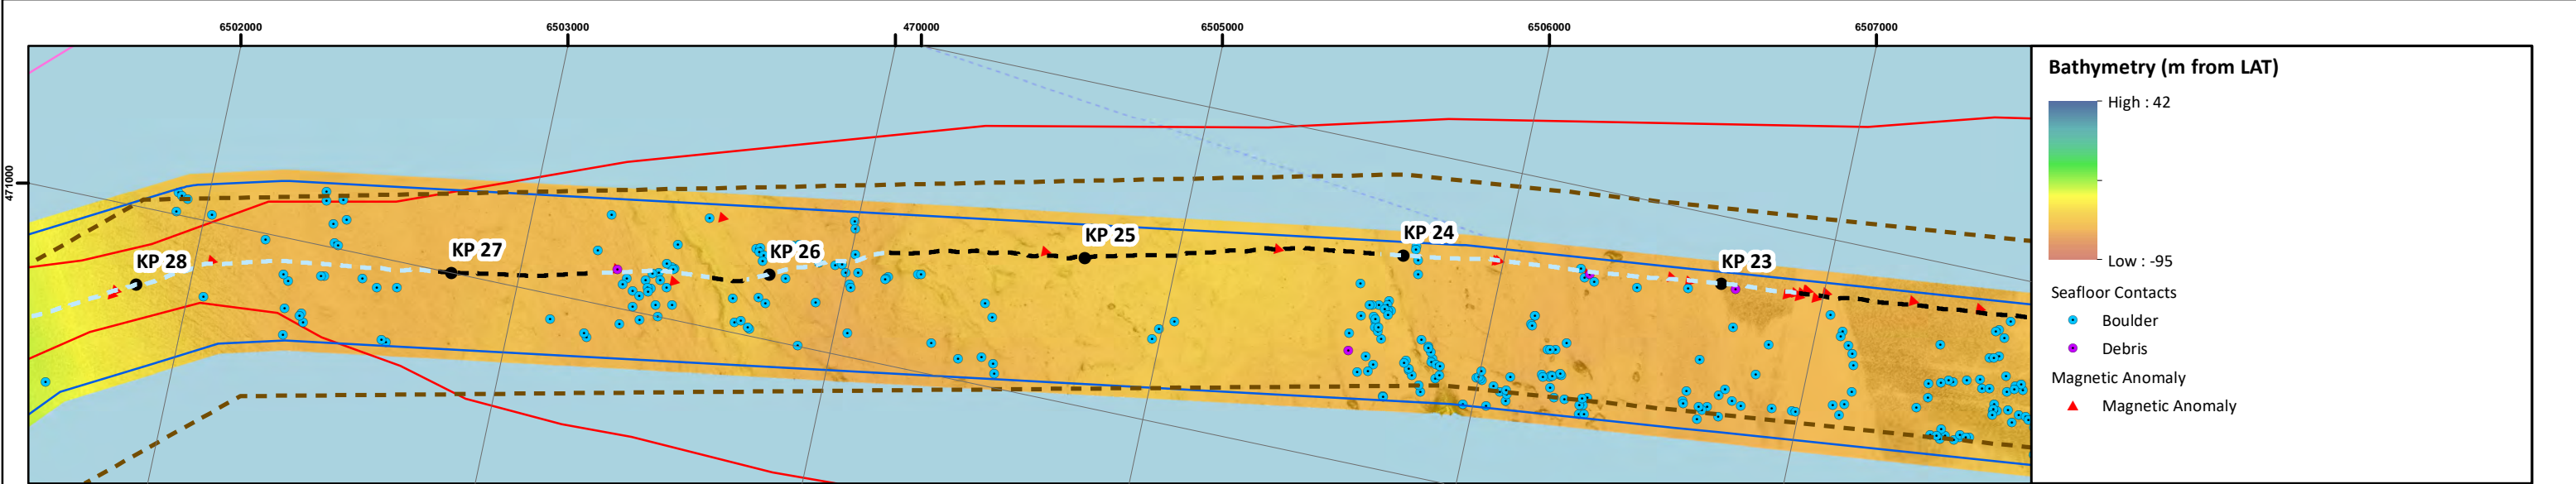 6502000
6503000
470000
6505000
6506000
6507000
471000
KP 28
KP 27
KP 26
KP 25
KP 24
KP 23
Bathymetry (m from LAT)
High : 42
Low : -95
Seafloor Contacts
Boulder
Debris
Magnetic Anomaly
Magnetic Anomaly